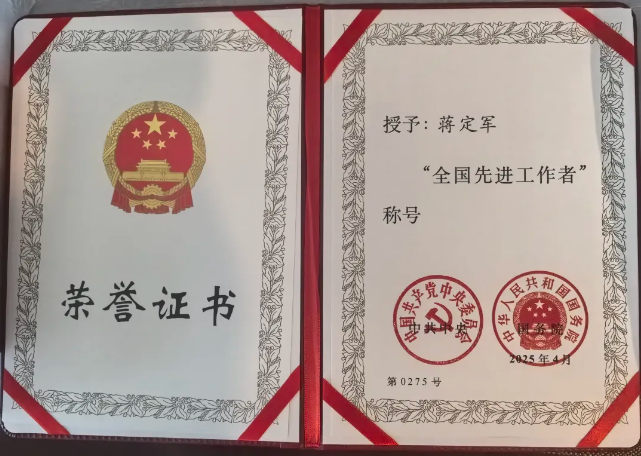 荣誉证书
授予：蒋定军
“全国先进工作者”
称号
中国共产党中央委员会
中共中央
中华人民共和国国务院
国务院
2025年4月
第0275号